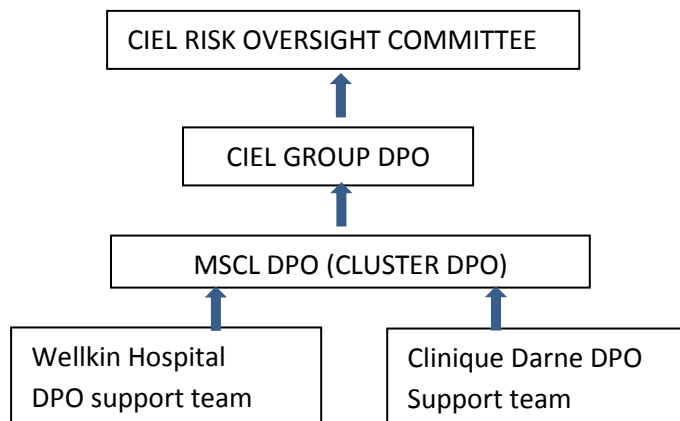 CIEL RISK OVERSIGHT COMMITTEE
CIEL GROUP DPO
MSCL DPO (CLUSTER DPO)
Wellkin Hospital
DPO support team
Clinique Darne DPO
Support team